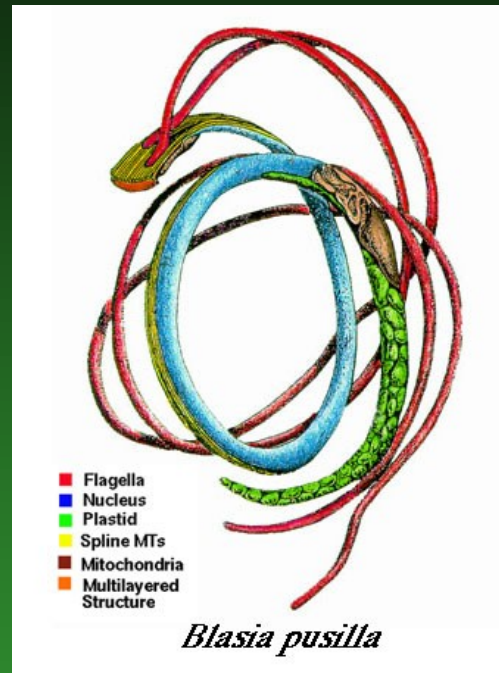 Flagella
Nucleus
Plastid
Spline MTs
Mitochondria
Multilayered
Structure
Blasia pusilla